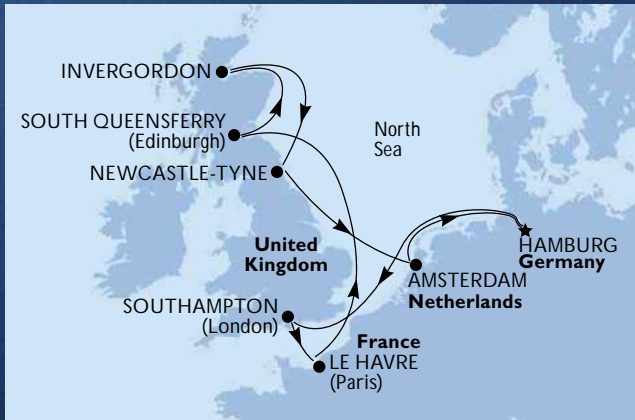 INVERGORDON
SOUTH QUEENSFERRY
(Edinburgh)
North
Sea
NEWCASTLE-TYNE
United
Kingdom
HAMBURG
Germany
AMSTERDAM
Netherlands
SOUTHAMPTON
(London)
France
LE HAVRE
(Paris)